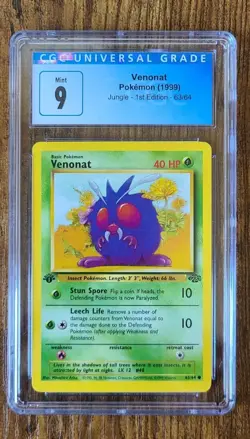 CGC UNIVERSAL GRADE
Mint
9
Venonat
Pokémon (1999)
Jungle - 1st Edition - 63/64
Basic Pokémon
Venonat
40 HP
Insect Pokémon. Length: 3' 3", Weight: 66 lbs.
Stun Spore Flip a coin. If heads, the
Defending Pokémon is now Paralyzed.
10
Leech Life Remove a number of
damage counters from Venonat equal to
the damage done to the Defending
Pokémon (after applying Weakness and
Resistance).
10
weakness
resistance
retreat cost
Lives in the shadows of tall trees where it eats insects. It is
attracted by light at night. LV. 12 #48
63/64